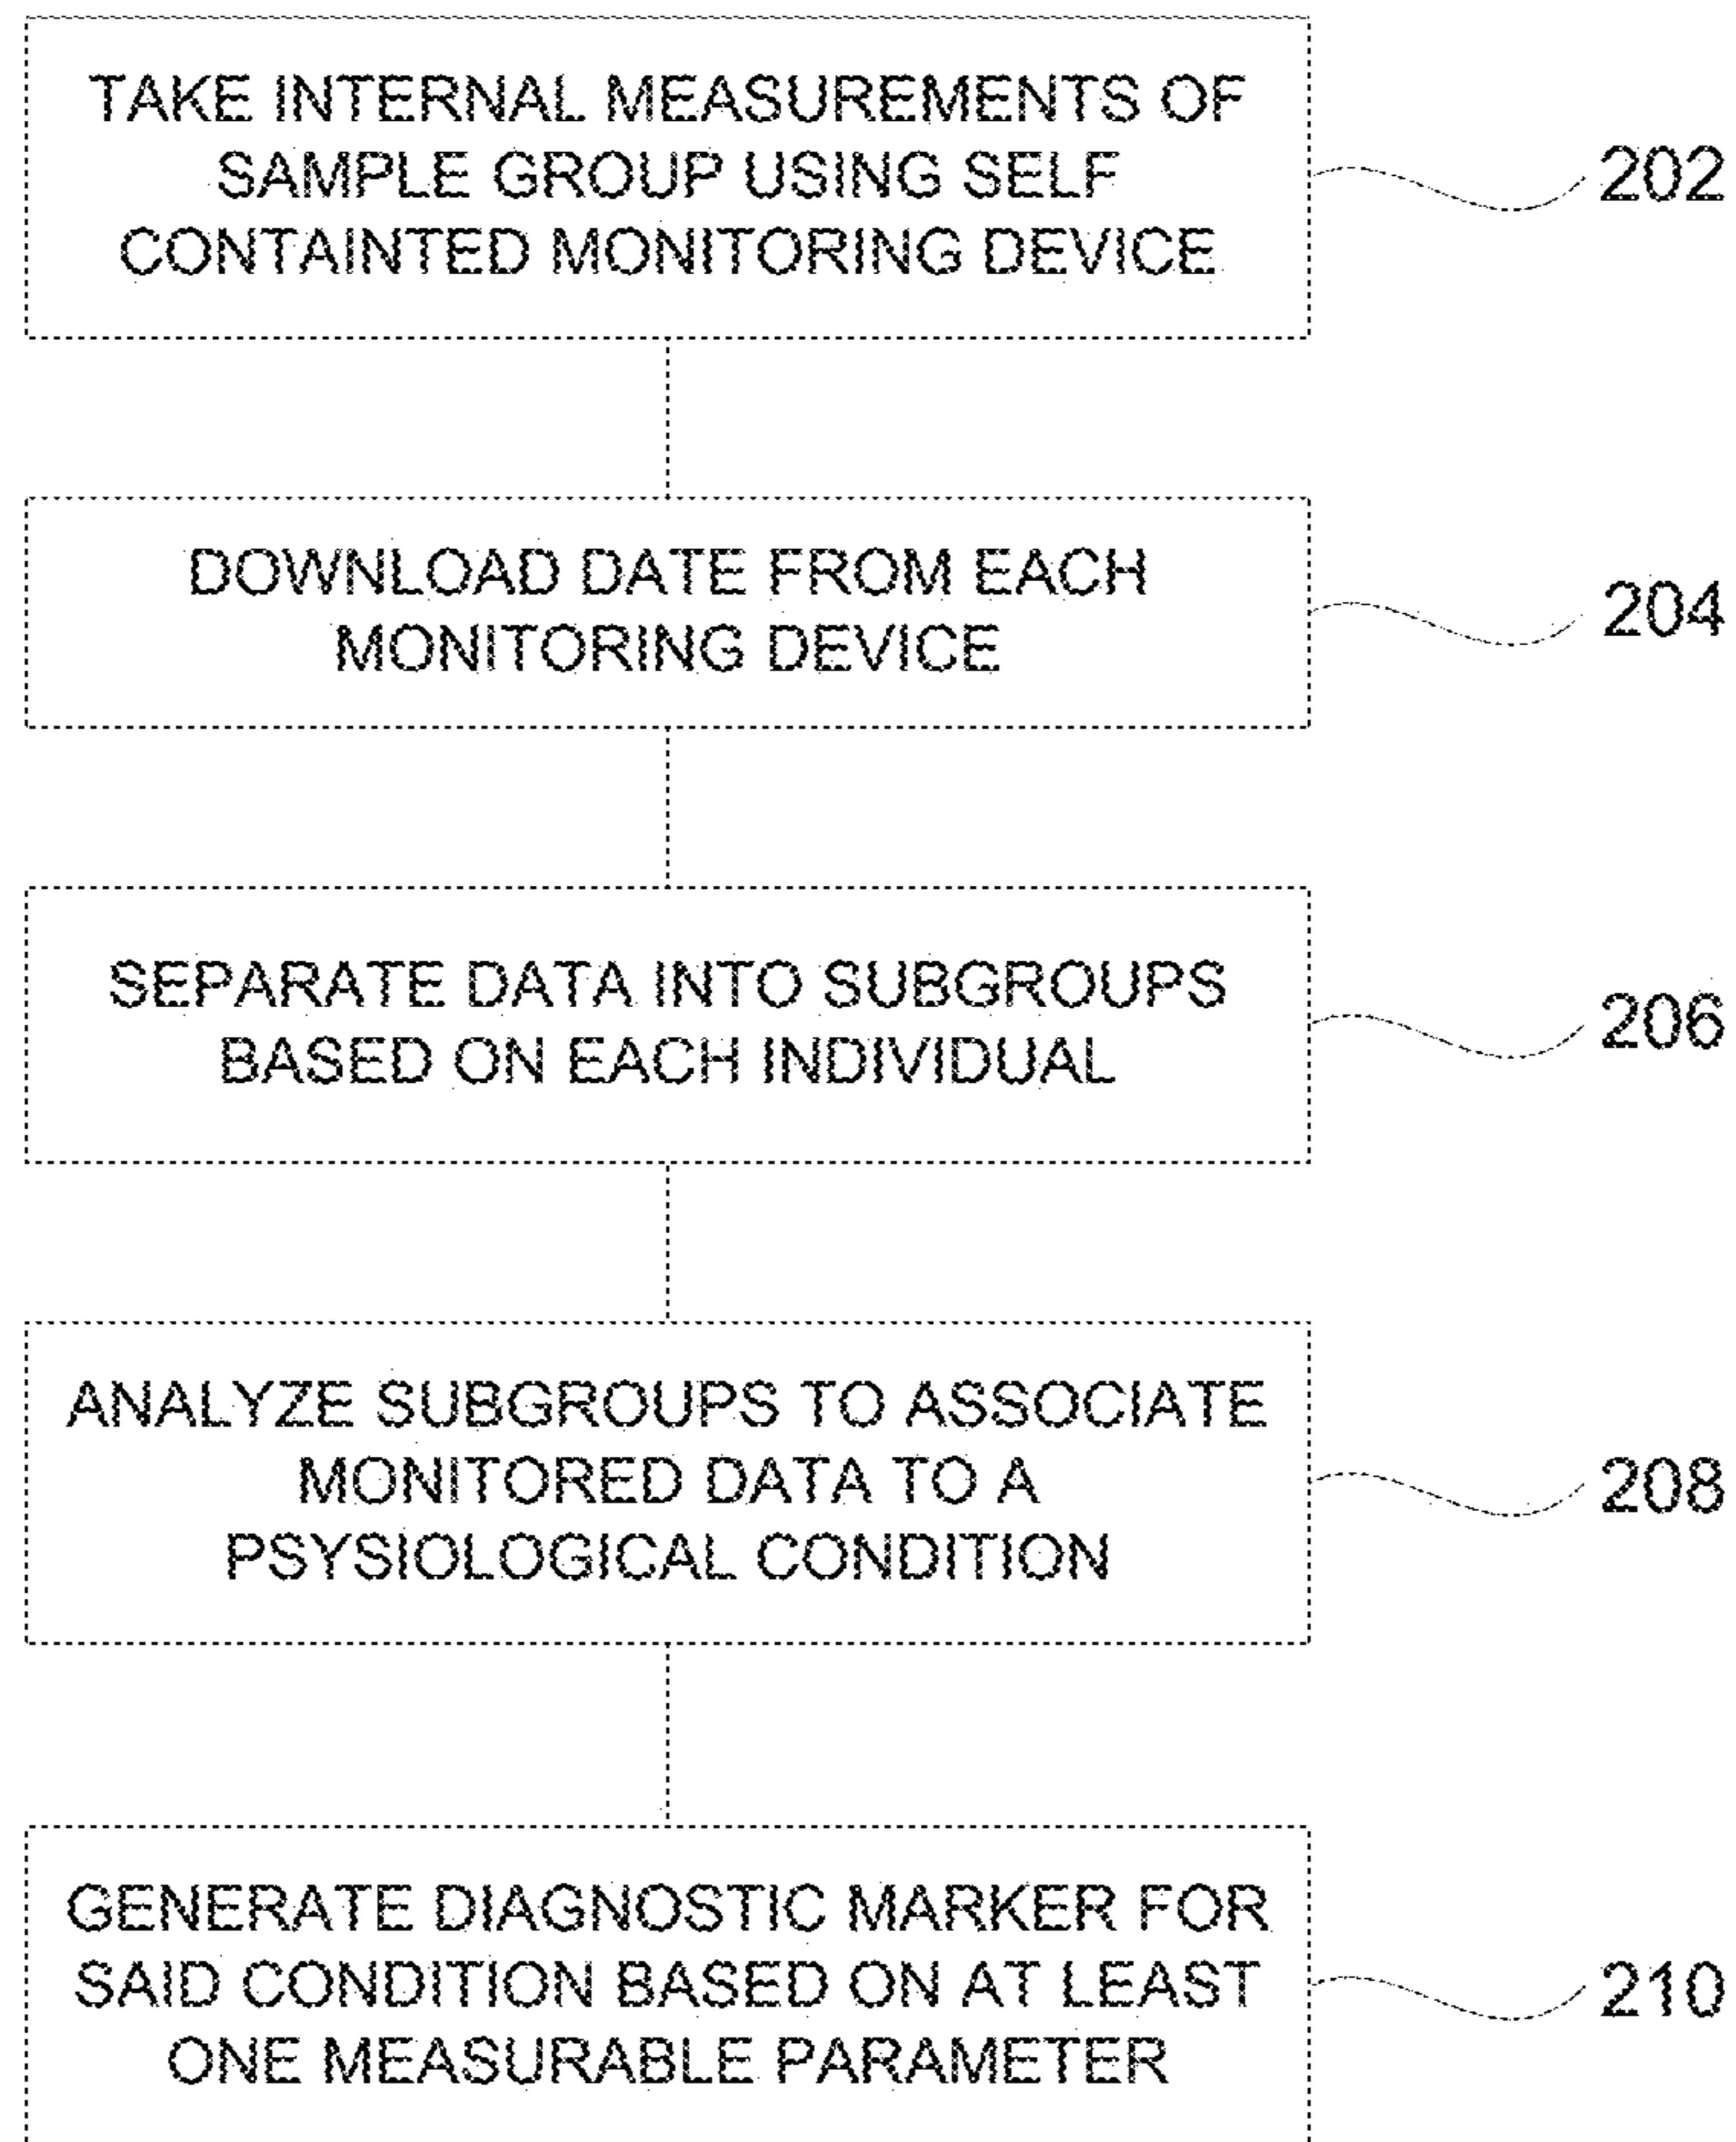 TAKE INTERNAL MEASUREMENTS OF
SAMPLE GROUP USING SELF
CONTAINTED MONITORING DEVICE
202
DOWNLOAD DATE FROM EACH
MONITORING DEVICE
204
SEPARATE DATA INTO SUBGROUPS
BASED ON EACH INDIVIDUAL
206
ANALYZE SUBGROUPS TO ASSOCIATE
MONITORED DATA TO A
PSYSIOLOGICAL CONDITION
208
GENERATE DIAGNOSTIC MARKER FOR
SAID CONDITION BASED ON AT LEAST
ONE MEASURABLE PARAMETER
210